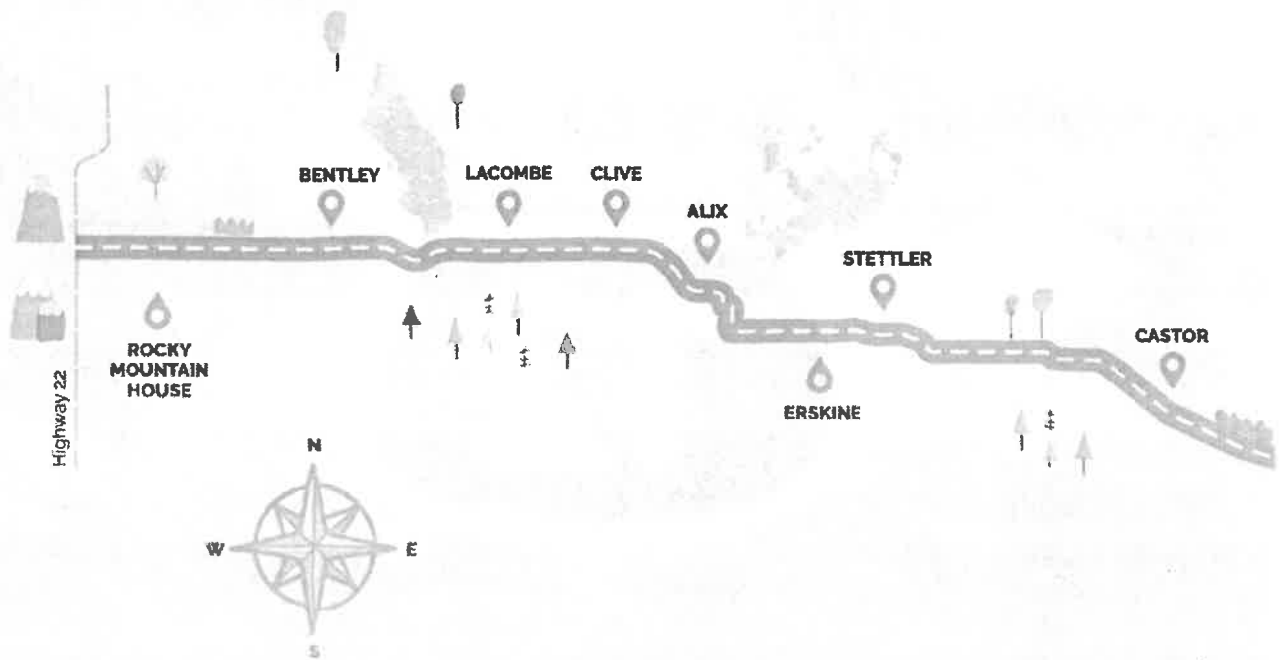 BENTLEY
LACOMBE
CLIVE
ALIX
STETTLER
CASTOR
ROCKY
MOUNTAIN
HOUSE
ERSKINE
Highway 22
N
W
E
S